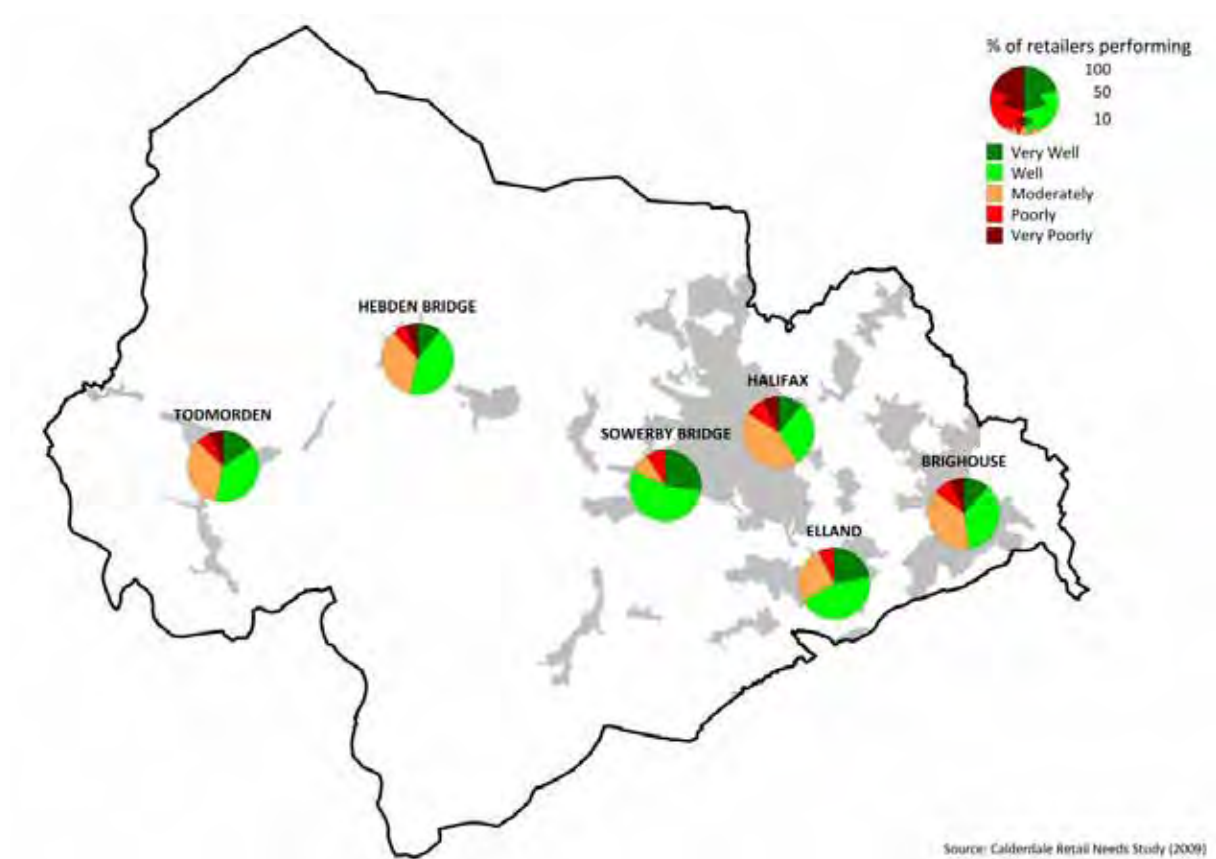 % of retailers performing
100
50
10
Very Well
Well
Moderately
Poorly
Very Poorly
HEBDEN BRIDGE
TODMORDEN
HALIFAX
SOWERBY BRIDGE
BRIGHOUSE
ELLAND
Source: Calderdale Retail Needs Study (2009)